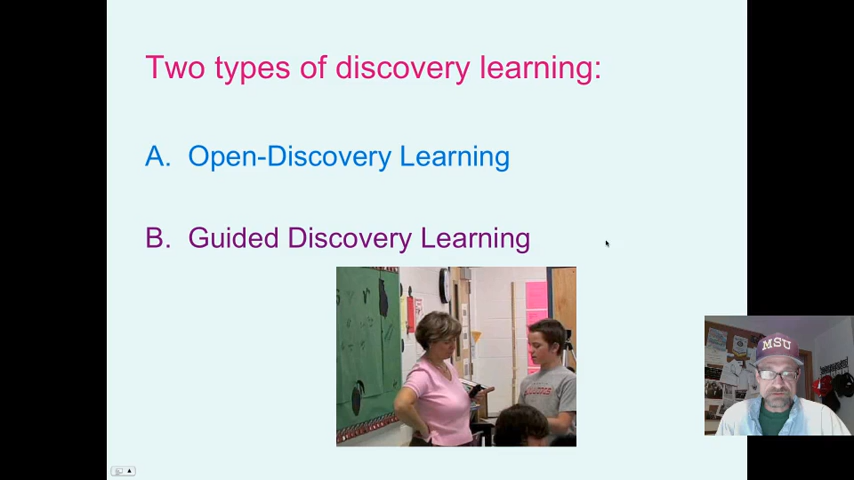 Two types of discovery learning:
A. Open-Discovery Learning
B. Guided Discovery Learning
MSU